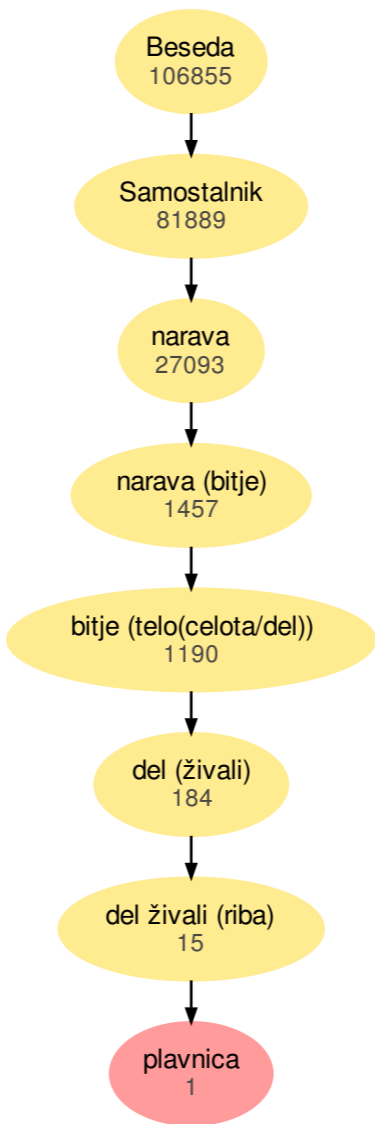 Beseda
106855
Samostalnik
81889
narava
27093
narava (bitje)
1457
bitje (telo(celota/del))
1190
del (živali)
184
del živali (riba)
15
plavnica
1